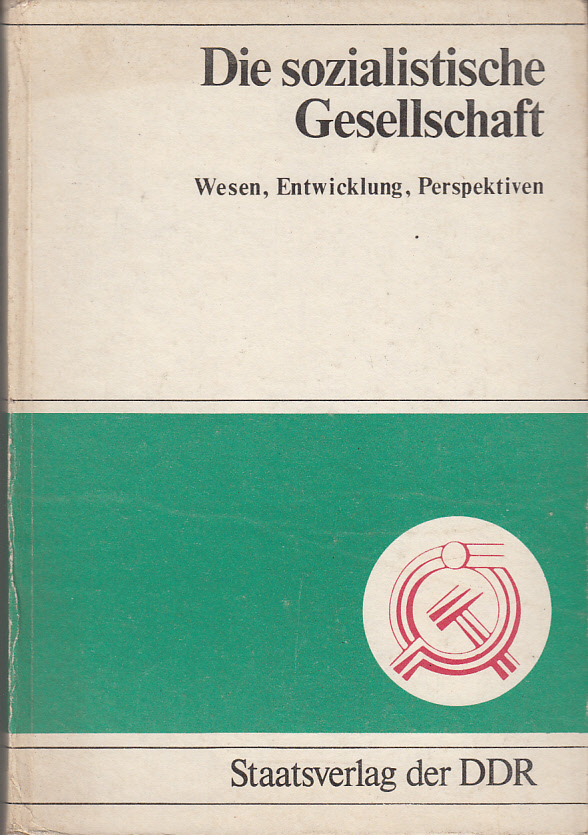 Die sozialistische
Gesellschaft
Wesen, Entwicklung, Perspektiven
Staatsverlag der DDR